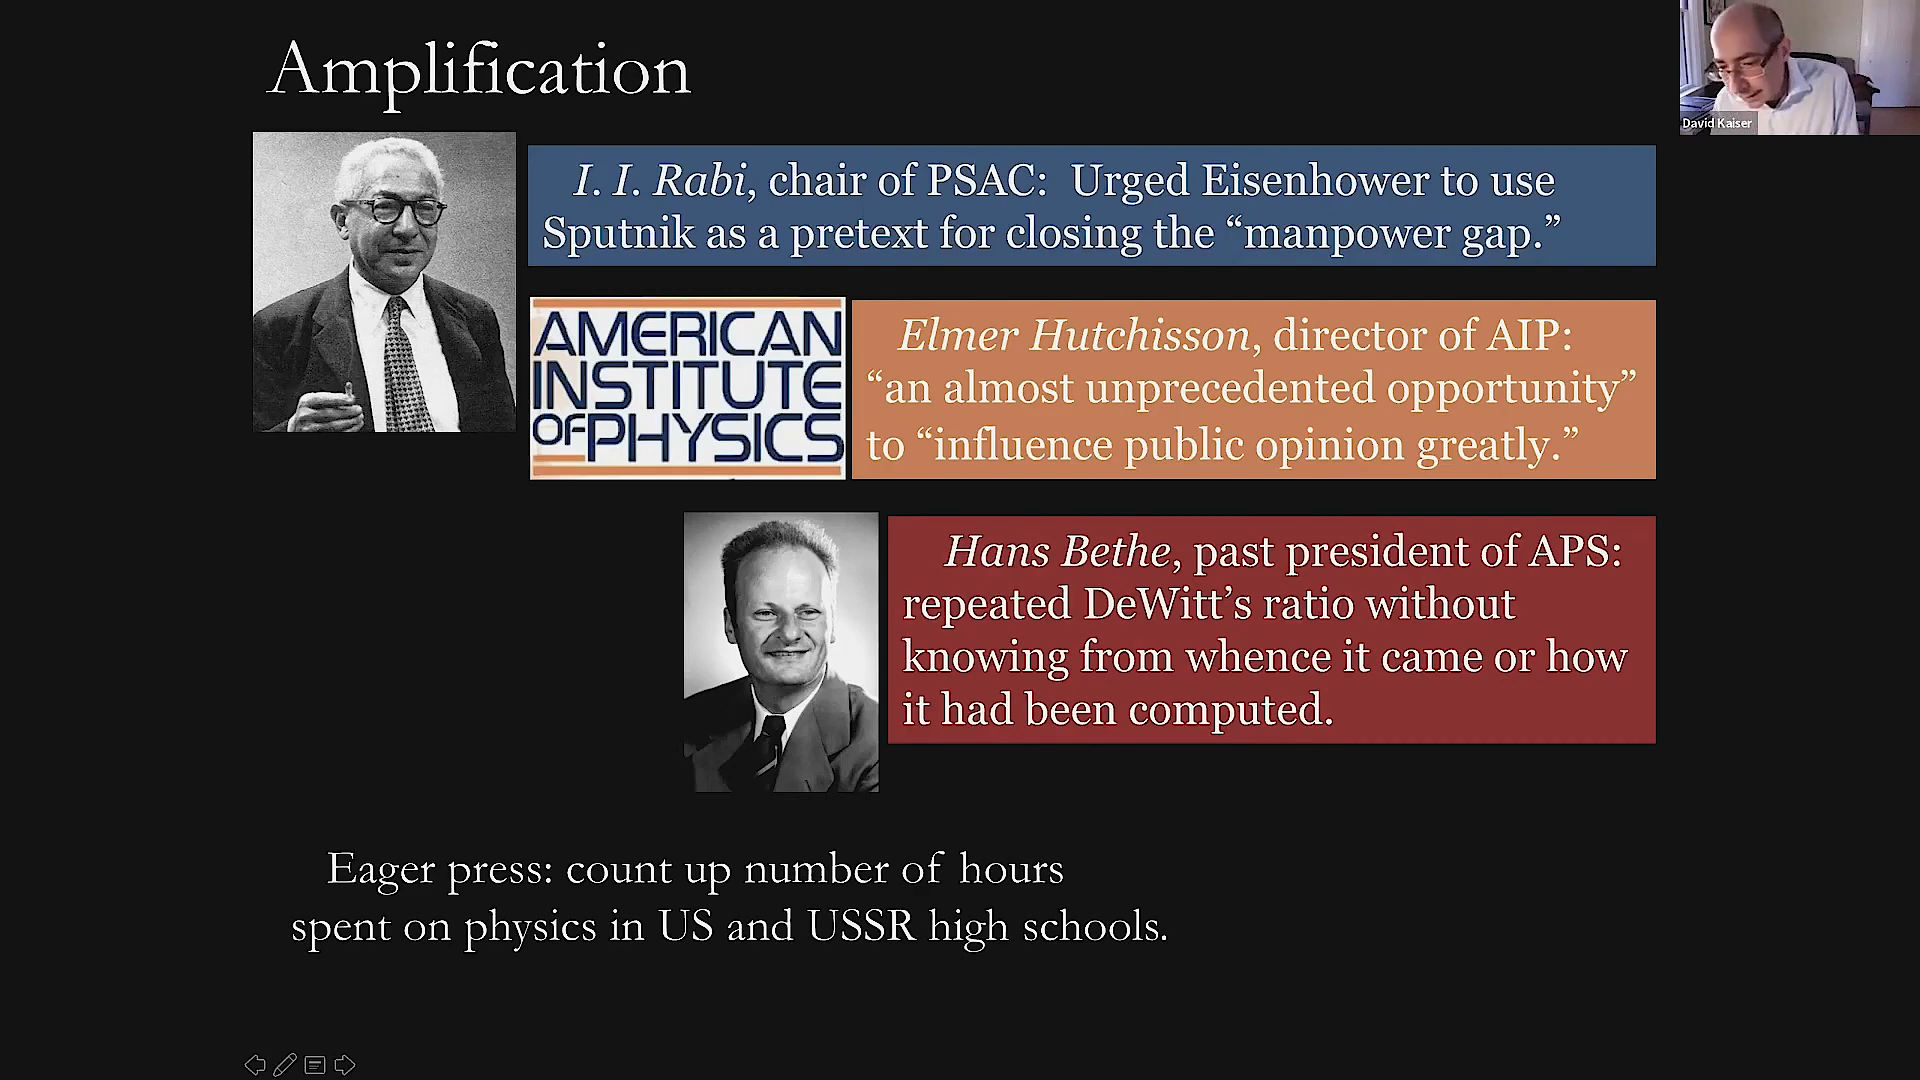 Amplification
David Kaiser
I. I. Rabi, chair of PSAC: Urged Eisenhower to use
Sputnik as a pretext for closing the “manpower gap.”
AMERICAN
INSTITUTE
OF PHYSICS
Elmer Hutchisson, director of AIP:
“an almost unprecedented opportunity”
to “influence public opinion greatly.”
Hans Bethe, past president of APS:
repeated DeWitt’s ratio without
knowing from whence it came or how
it had been computed.
Eager press: count up number of hours
spent on physics in US and USSR high schools.